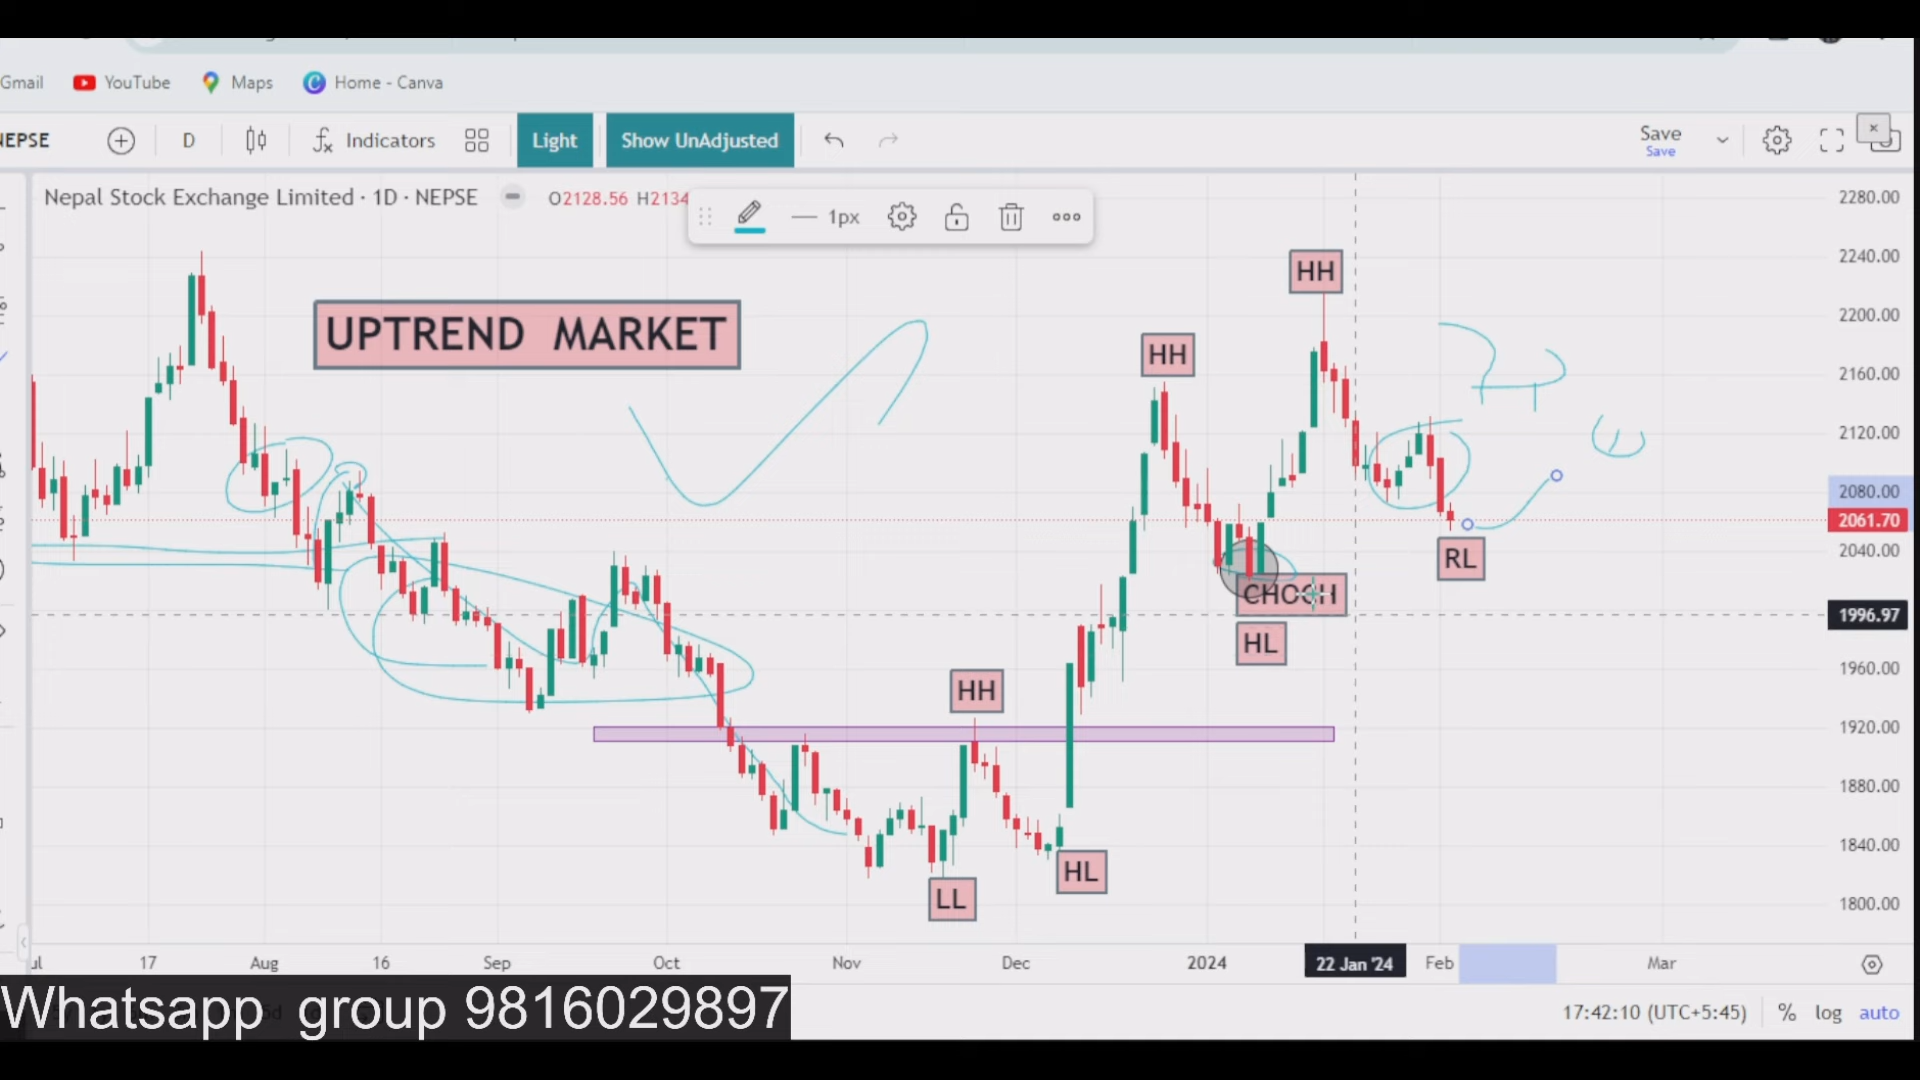 Gmail YouTube Maps Home - Canva
NEPSE D Indicators Light Show UnAdjusted Save
Save
Nepal Stock Exchange Limited · 1D · NEPSE O2128.56 H2134
1px
2280.00
2240.00
2200.00
2160.00
2120.00
2080.00
2061.70
2040.00
1996.97
1960.00
1920.00
1880.00
1840.00
1800.00
UPTREND MARKET
HH
HH
RL
CHOCH
HL
HH
HL
LL
17 Aug 16 Sep Oct Nov Dec 2024 22 Jan '24 Feb Mar
Whatsapp group 9816029897
17:42:10 (UTC+5:45) % log auto